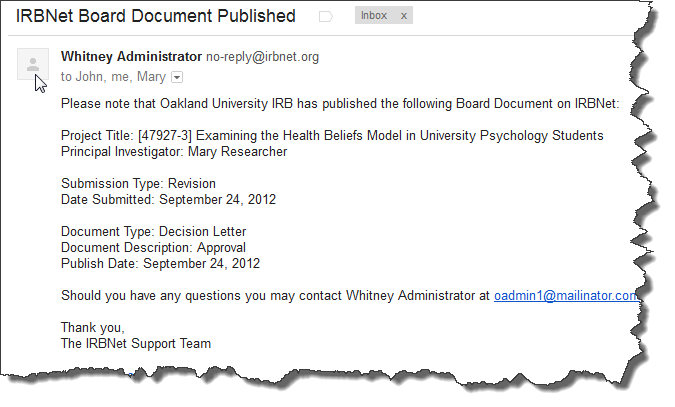 IRBNet Board Document Published
Inbox x
Whitney Administrator no-reply@irbnet.org
to John, me, Mary
Please note that Oakland University IRB has published the following Board Document on IRBNet:
Project Title: [47927-3] Examining the Health Beliefs Model in University Psychology Students
Principal Investigator: Mary Researcher
Submission Type: Revision
Date Submitted: September 24, 2012
Document Type: Decision Letter
Document Description: Approval
Publish Date: September 24, 2012
Should you have any questions you may contact Whitney Administrator at oadmin1@mailinator.com
Thank you,
The IRBNet Support Team